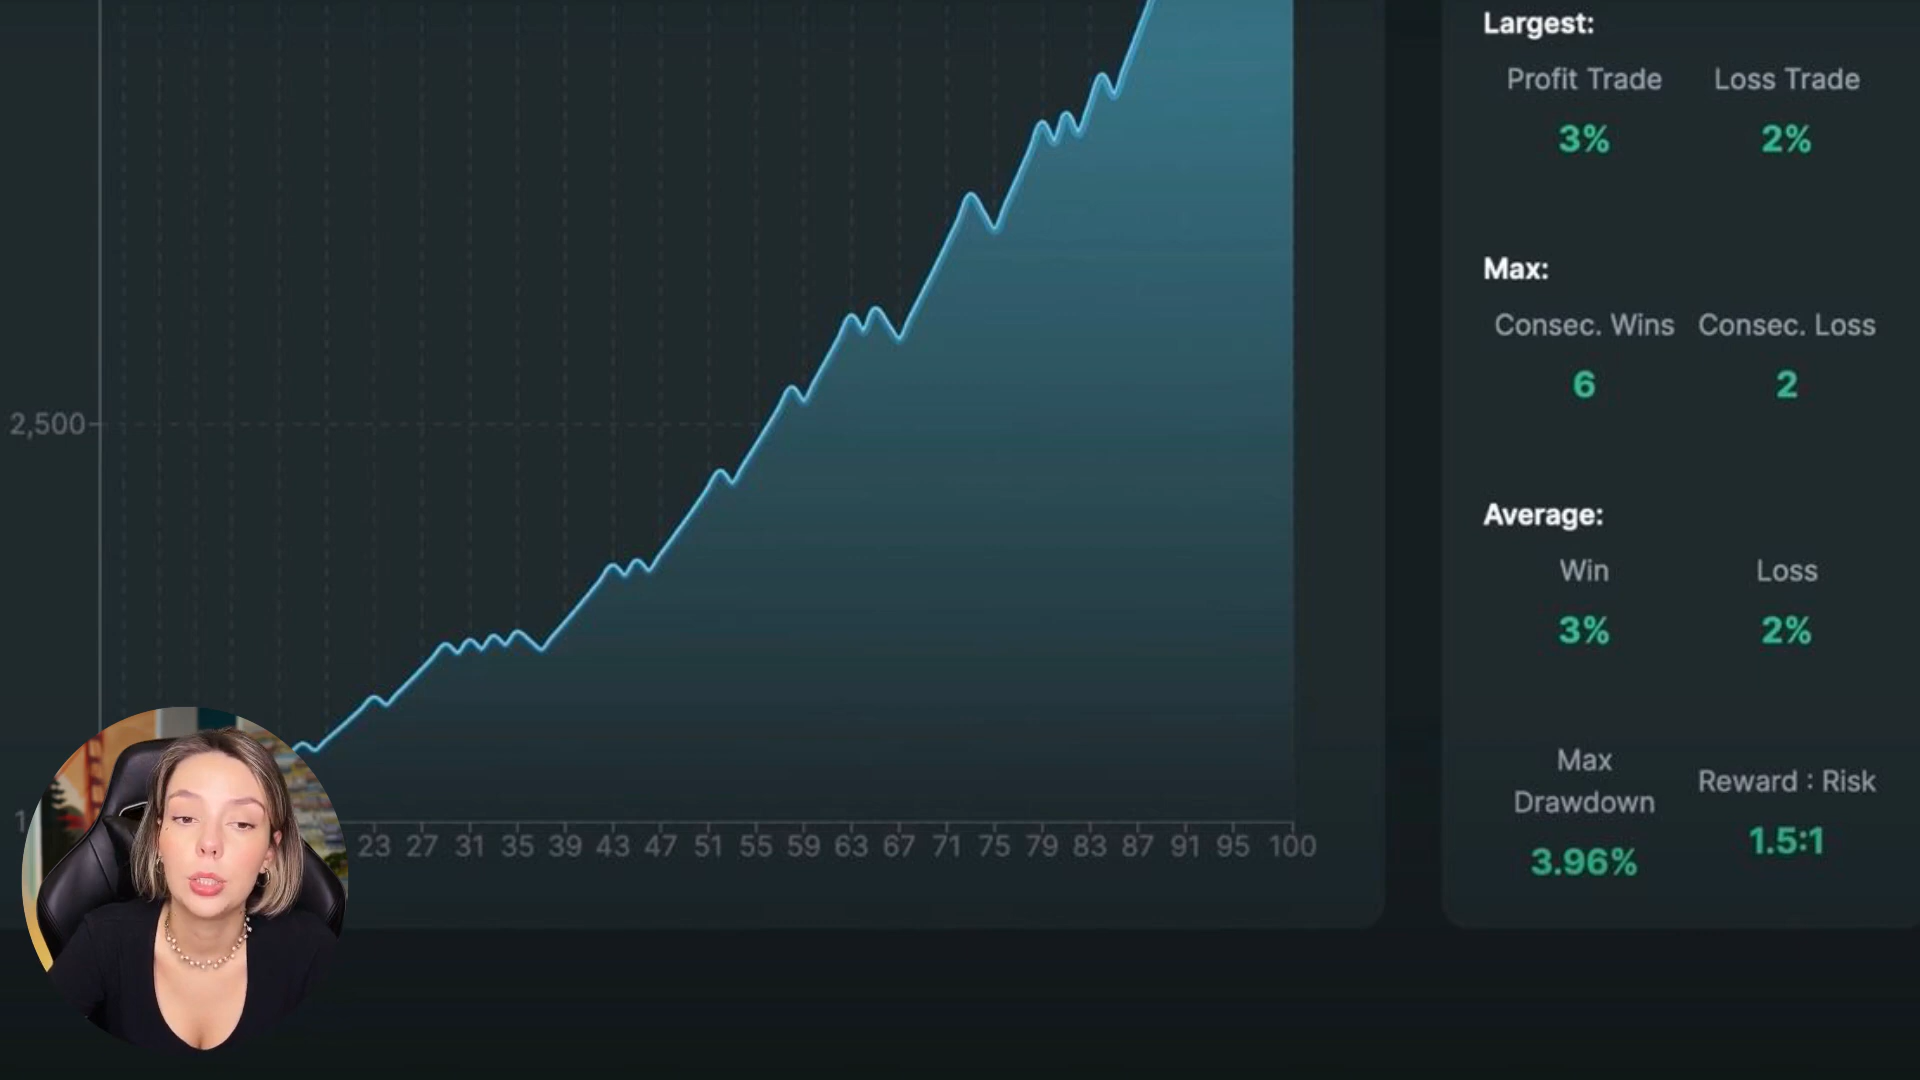 2,500
1
23 27 31 35 39 43 47 51 55 59 63 67 71 75 79 83 87 91 95 100
Largest:
Profit Trade Loss Trade
3% 2%
Max:
Consec. Wins Consec. Loss
6 2
Average:
Win Loss
3% 2%
Max
Drawdown
3.96%
Reward : Risk
1.5:1